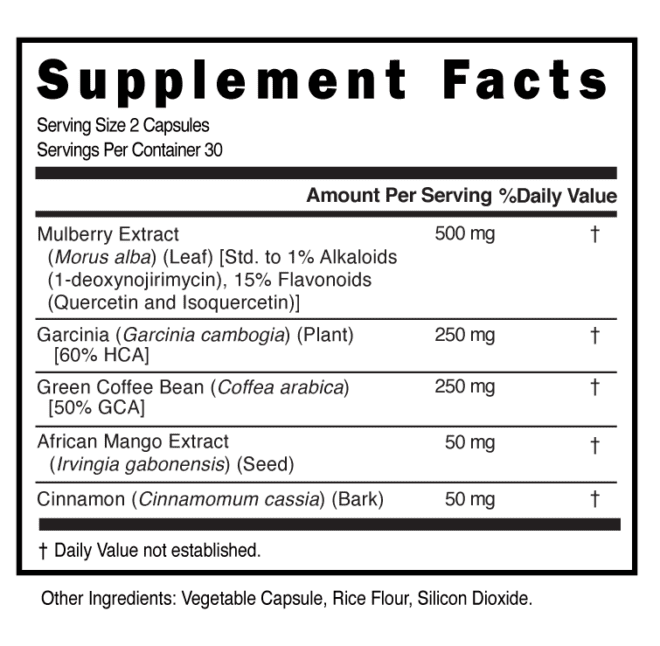 Supplement Facts
Serving Size 2 Capsules
Servings Per Container 30
Amount Per Serving %Daily Value
Mulberry Extract 500 mg †
(Morus alba) (Leaf) [Std. to 1% Alkaloids
(1-deoxynojirimycin), 15% Flavonoids
(Quercetin and Isoquercetin)]
Garcinia (Garcinia cambogia) (Plant) 250 mg †
[60% HCA]
Green Coffee Bean (Coffea arabica) 250 mg †
[50% GCA]
African Mango Extract 50 mg †
(Irvingia gabonensis) (Seed)
Cinnamon (Cinnamomum cassia) (Bark) 50 mg †
† Daily Value not established.
Other Ingredients: Vegetable Capsule, Rice Flour, Silicon Dioxide.